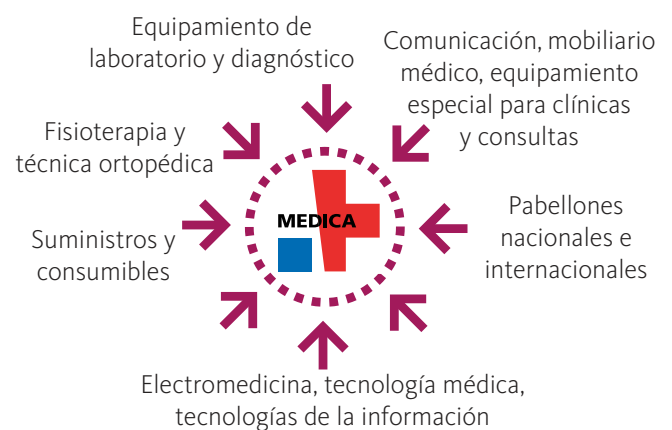 Equipamiento de
laboratorio y diagnóstico
Comunicación, mobiliario
médico, equipamiento
especial para clínicas
y consultas
Fisioterapia y
técnica ortopédica
MEDICA
Pabellones
nacionales e
internacionales
Suministros y
consumibles
Electromedicina, tecnología médica,
tecnologías de la información